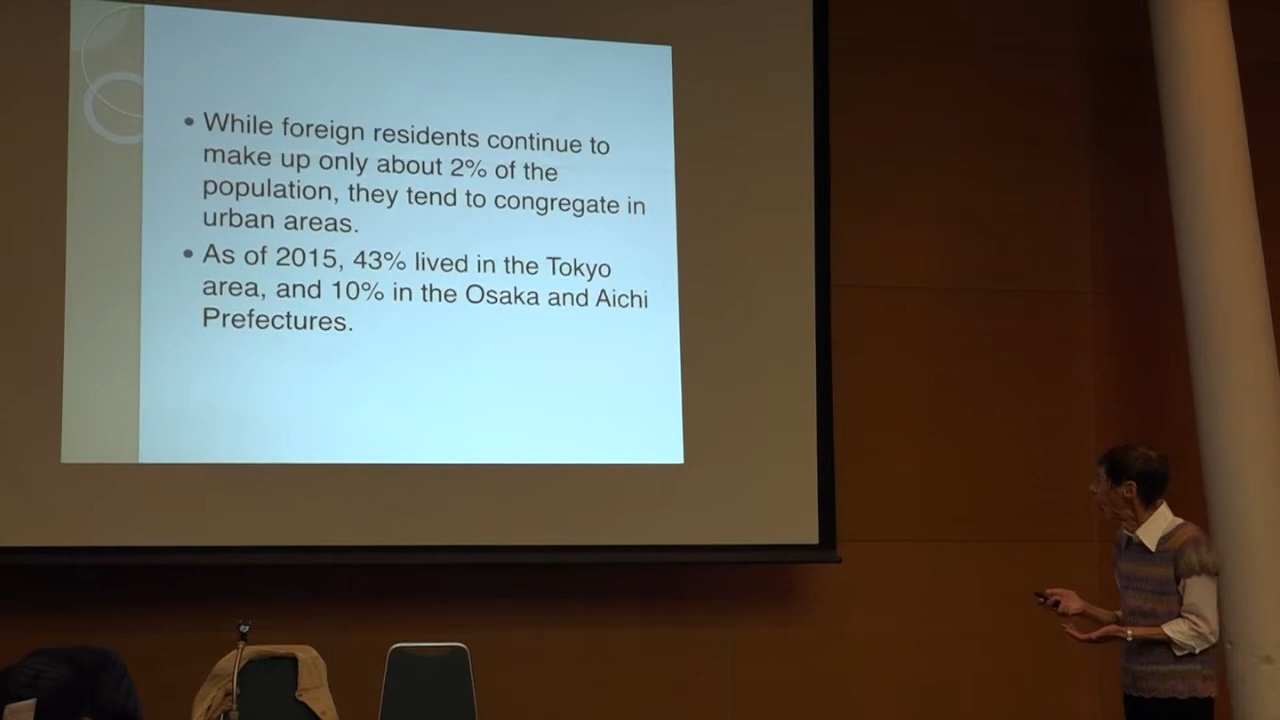 • While foreign residents continue to
make up only about 2% of the
population, they tend to congregate in
urban areas.
• As of 2015, 43% lived in the Tokyo
area, and 10% in the Osaka and Aichi
Prefectures.